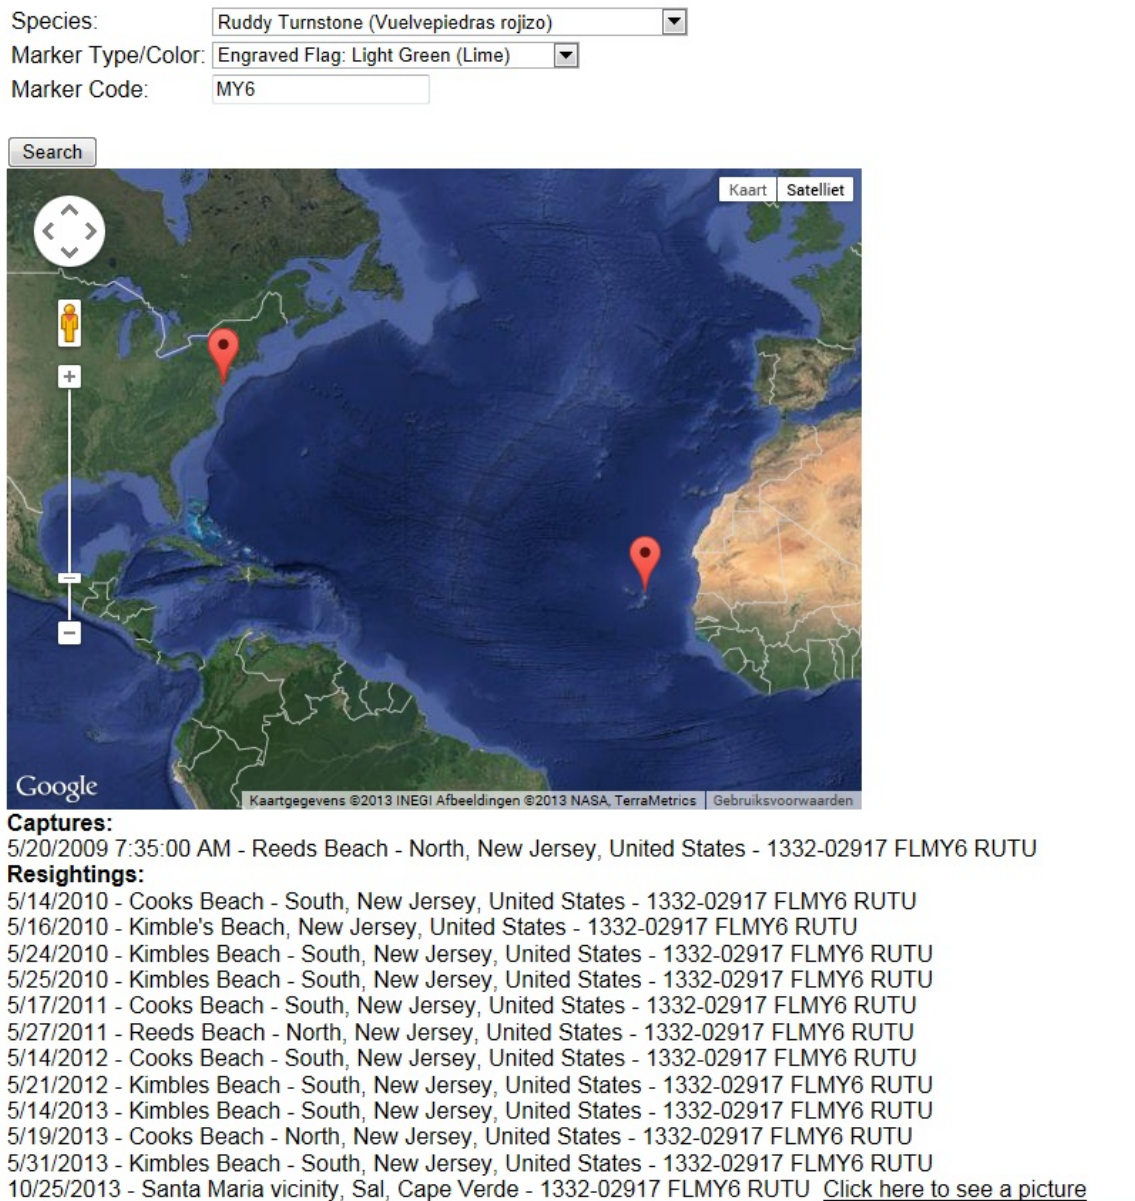 Species: Ruddy Turnstone (Vuelvepiedras rojizo)
Marker Type/Color: Engraved Flag: Light Green (Lime)
Marker Code: MY6
Search
Kaart Satelliet
Google
Kaartgegevens ©2013 INEGI Afbeeldingen ©2013 NASA, TerraMetrics Gebruiksvoorwaarden
Captures:
5/20/2009 7:35:00 AM - Reeds Beach - North, New Jersey, United States - 1332-02917 FLMY6 RUTU
Resightings:
5/14/2010 - Cooks Beach - South, New Jersey, United States - 1332-02917 FLMY6 RUTU
5/16/2010 - Kimble's Beach, New Jersey, United States - 1332-02917 FLMY6 RUTU
5/24/2010 - Kimbles Beach - South, New Jersey, United States - 1332-02917 FLMY6 RUTU
5/25/2010 - Kimbles Beach - South, New Jersey, United States - 1332-02917 FLMY6 RUTU
5/17/2011 - Cooks Beach - South, New Jersey, United States - 1332-02917 FLMY6 RUTU
5/27/2011 - Reeds Beach - North, New Jersey, United States - 1332-02917 FLMY6 RUTU
5/14/2012 - Cooks Beach - South, New Jersey, United States - 1332-02917 FLMY6 RUTU
5/21/2012 - Kimbles Beach - South, New Jersey, United States - 1332-02917 FLMY6 RUTU
5/14/2013 - Kimbles Beach - South, New Jersey, United States - 1332-02917 FLMY6 RUTU
5/19/2013 - Cooks Beach - North, New Jersey, United States - 1332-02917 FLMY6 RUTU
5/31/2013 - Kimbles Beach - South, New Jersey, United States - 1332-02917 FLMY6 RUTU
10/25/2013 - Santa Maria vicinity, Sal, Cape Verde - 1332-02917 FLMY6 RUTU Click here to see a picture